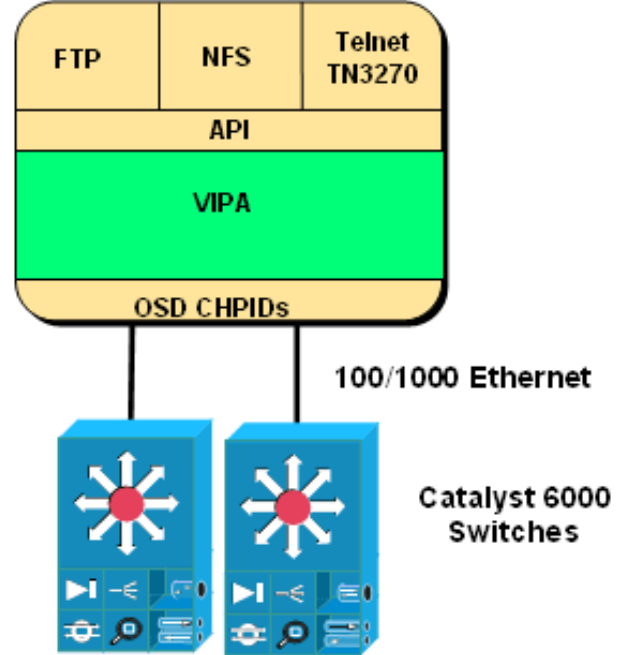 FTP
NFS
Telnet
TN3270
API
VIPA
OSD CHPIDs
100/1000 Ethernet
Catalyst 6000
Switches